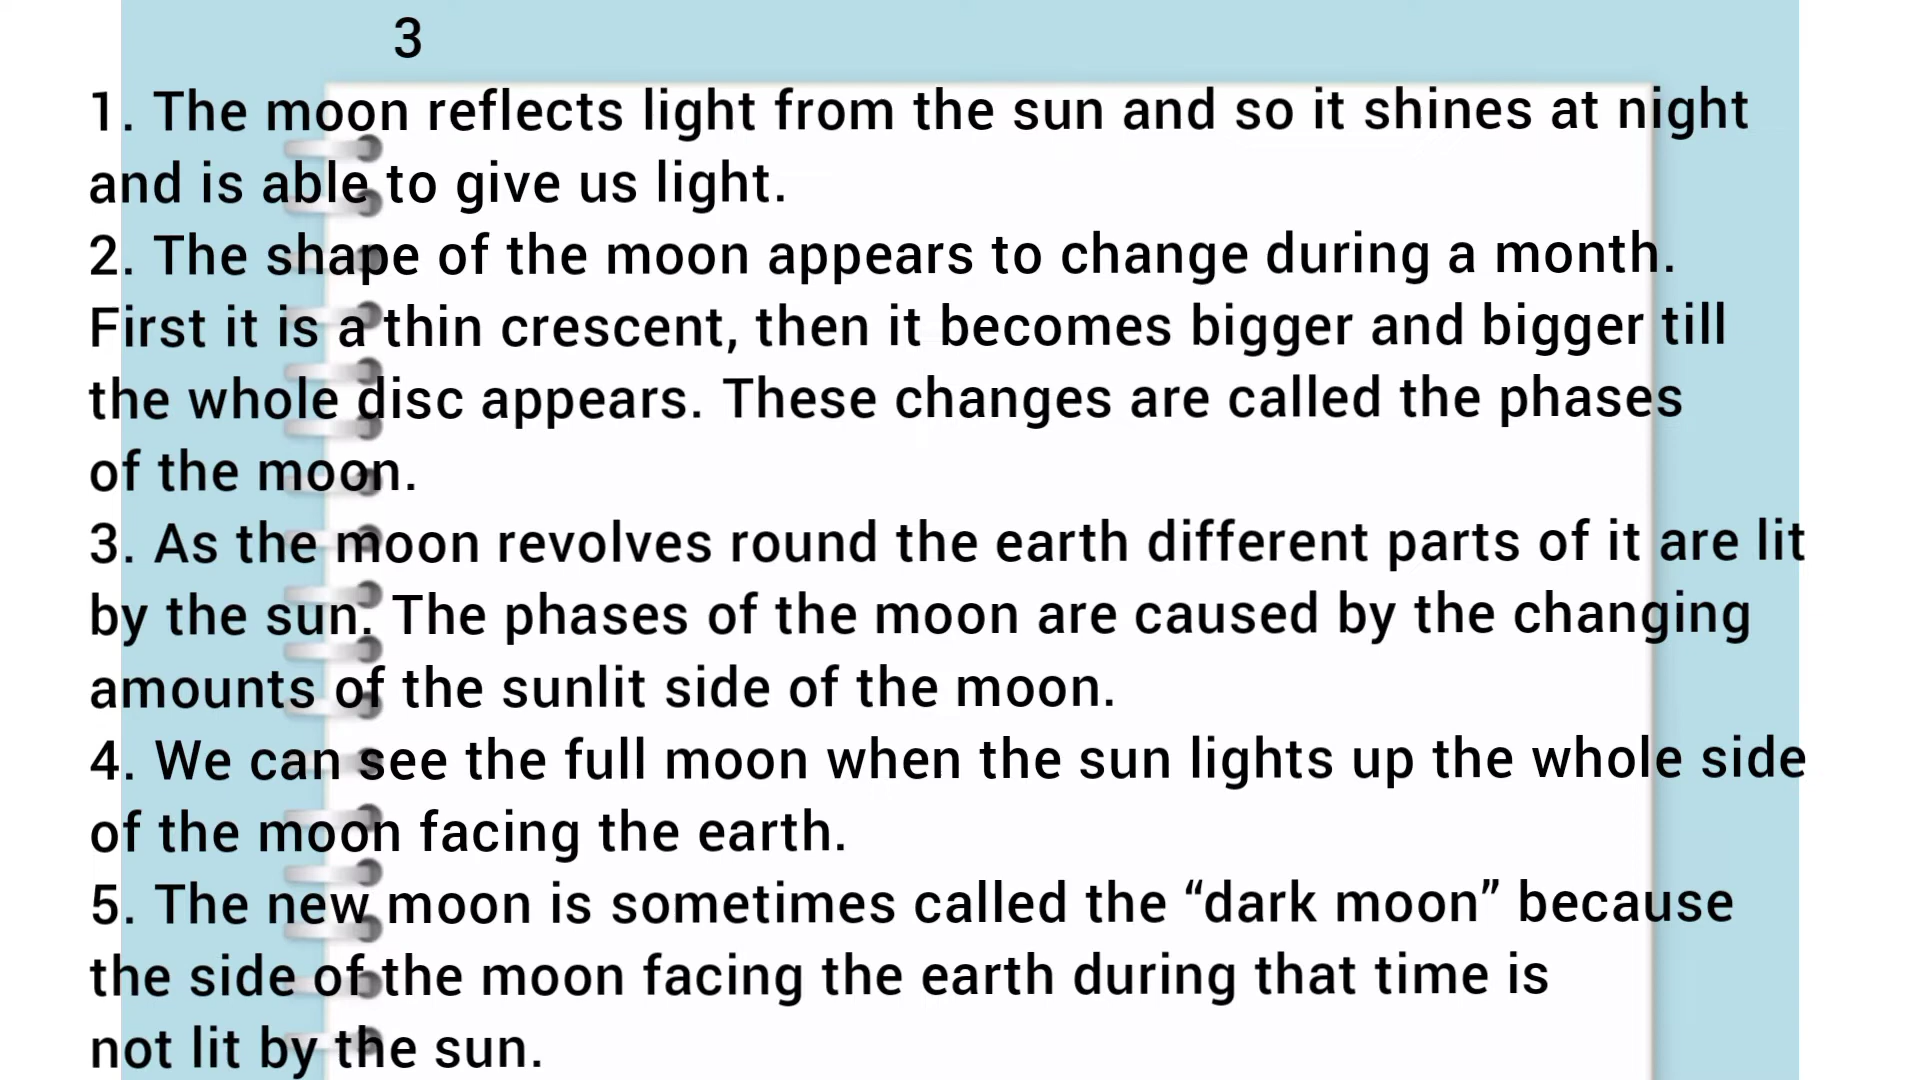 3
1. The moon reflects light from the sun and so it shines at night
and is able to give us light.
2. The shape of the moon appears to change during a month.
First it is a thin crescent, then it becomes bigger and bigger till
the whole disc appears. These changes are called the phases
of the moon.
3. As the moon revolves round the earth different parts of it are lit
by the sun. The phases of the moon are caused by the changing
amounts of the sunlit side of the moon.
4. We can see the full moon when the sun lights up the whole side
of the moon facing the earth.
5. The new moon is sometimes called the “dark moon” because
the side of the moon facing the earth during that time is
not lit by the sun.